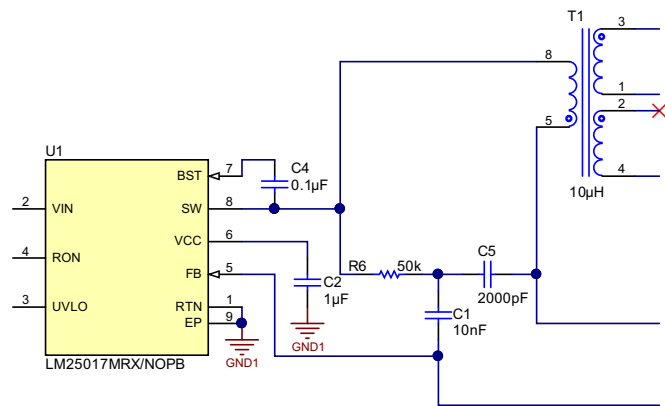 T1
3
8
1
2
5
4
10µH
U1
BST
7
C4
0.1µF
2
VIN
SW
8
VCC
6
4
RON
FB
5
R6
50k
C5
2000pF
C2
1µF
3
UVLO
RTN
1
EP
9
C1
10nF
GND1
GND1
LM25017MRX/NOPB